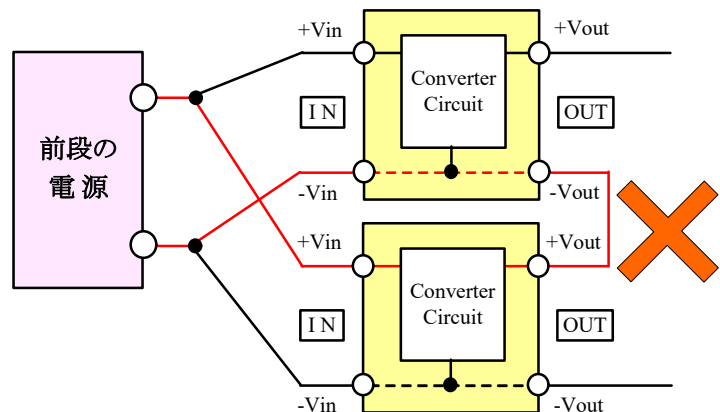 +Vin
+Vout
Converter
Circuit
I N
OUT
前段の
電 源
-Vin
-Vout
+Vin
+Vout
Converter
Circuit
I N
OUT
-Vin
-Vout